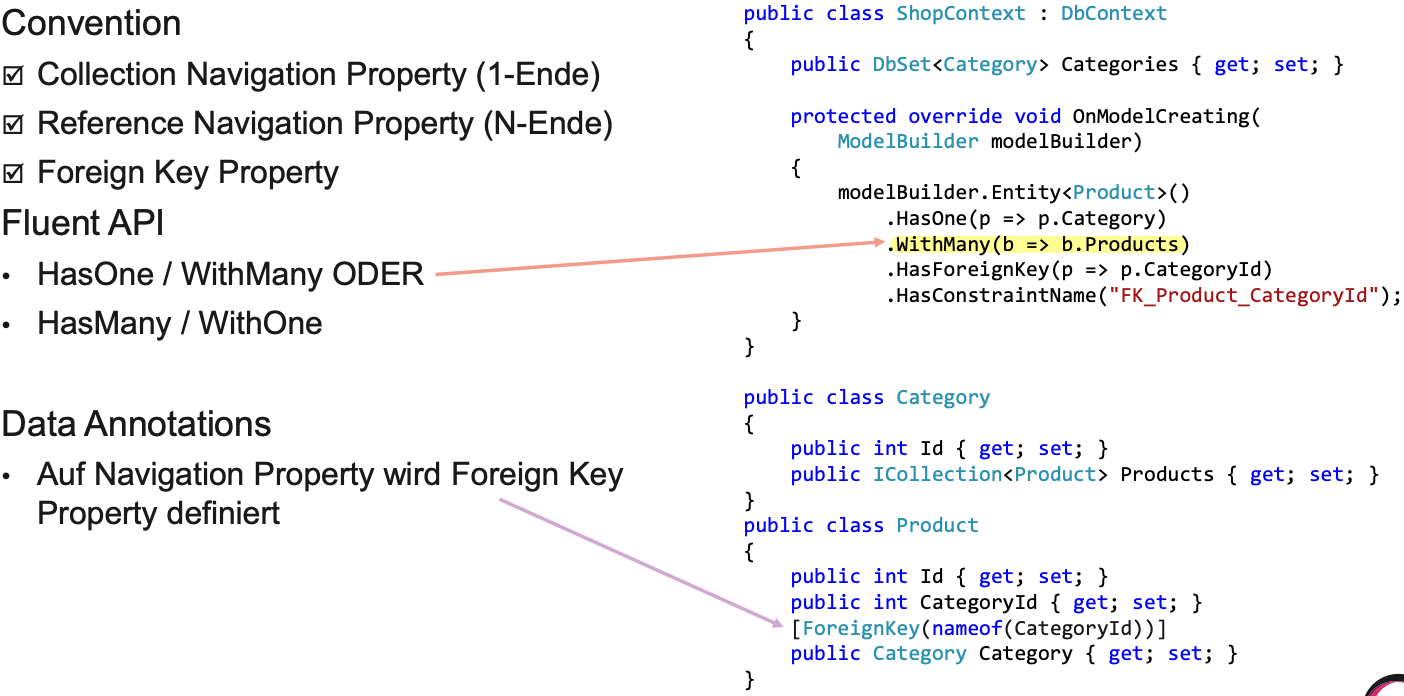 Convention
☑ Collection Navigation Property (1-Ende)
☑ Reference Navigation Property (N-Ende)
☑ Foreign Key Property
Fluent API
• HasOne / WithMany ODER
• HasMany / WithOne
Data Annotations
• Auf Navigation Property wird Foreign Key
Property definiert
public class ShopContext : DbContext
{
    public DbSet<Category> Categories { get; set; }

    protected override void OnModelCreating(
        ModelBuilder modelBuilder)
    {
        modelBuilder.Entity<Product>()
            .HasOne(p => p.Category)
            .WithMany(b => b.Products)
            .HasForeignKey(p => p.CategoryId)
            .HasConstraintName("FK_Product_CategoryId");
    }
}

public class Category
{
    public int Id { get; set; }
    public ICollection<Product> Products { get; set; }
}
public class Product
{
    public int Id { get; set; }
    public int CategoryId { get; set; }
    [ForeignKey(nameof(CategoryId))]
    public Category Category { get; set; }
}